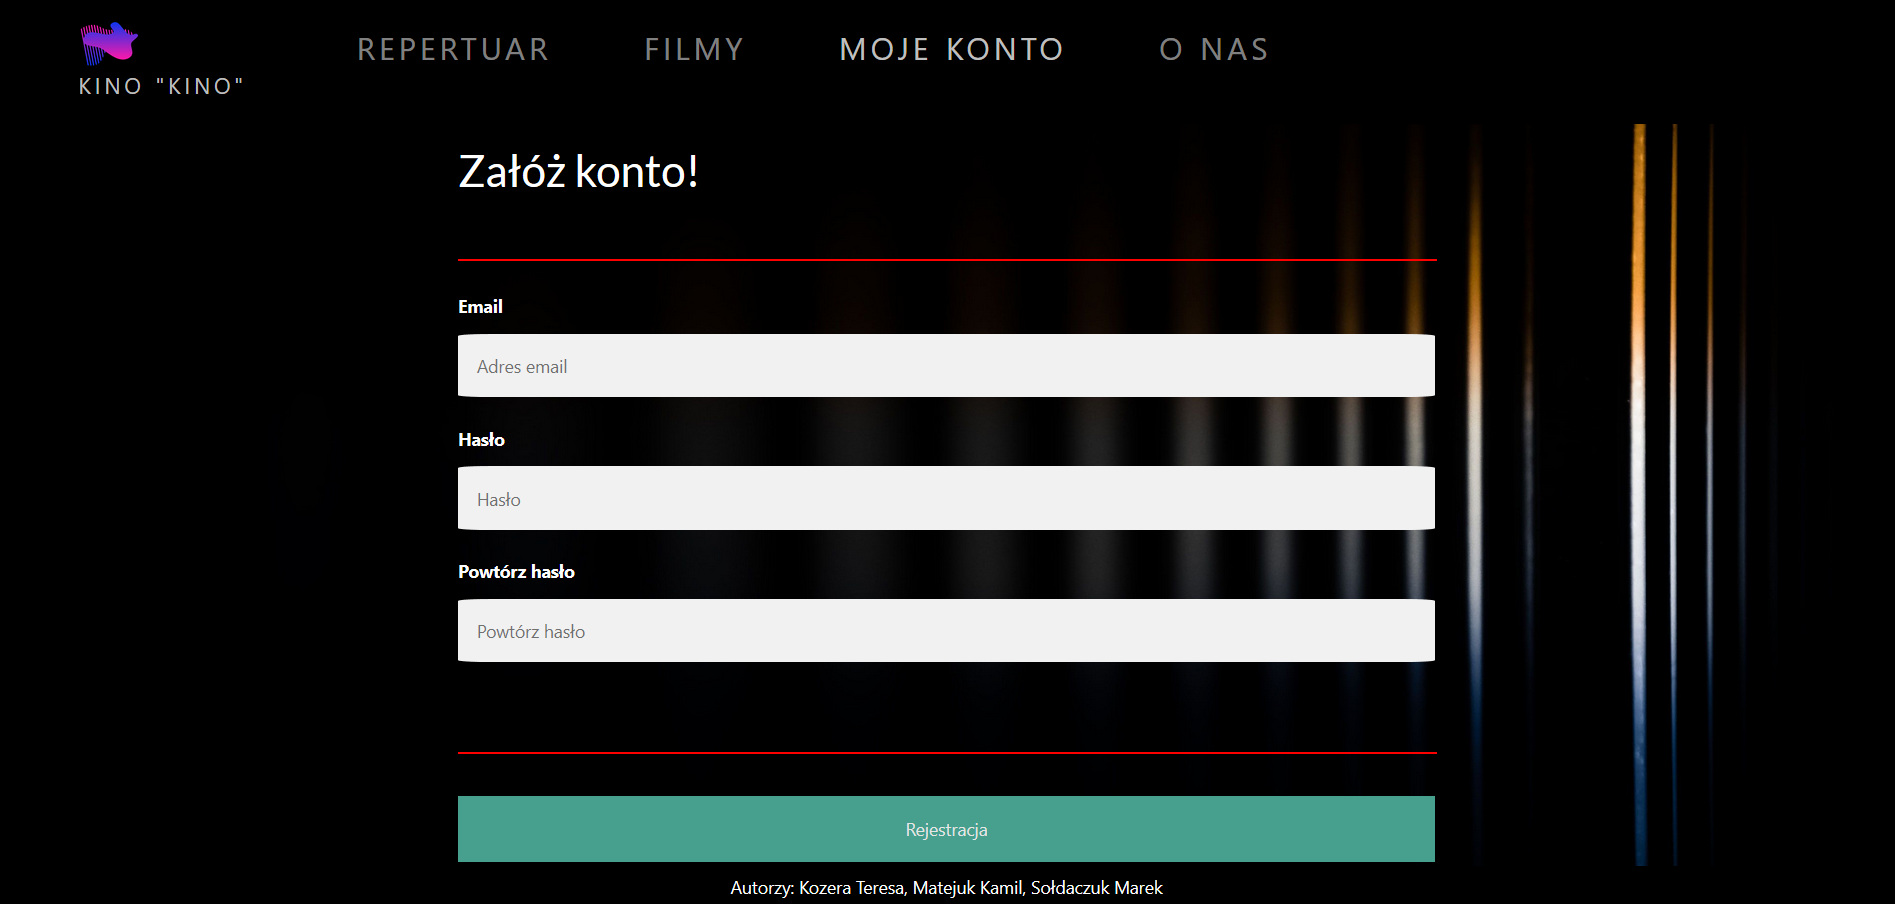 KINO "KINO"
REPERTUAR
FILMY
MOJE KONTO
O NAS
Załóż konto!
Email
Adres email
Hasło
Hasło
Powtórz hasło
Powtórz hasło
Rejestracja
Autorzy: Kozera Teresa, Matejuk Kamil, Sołdaczuk Marek